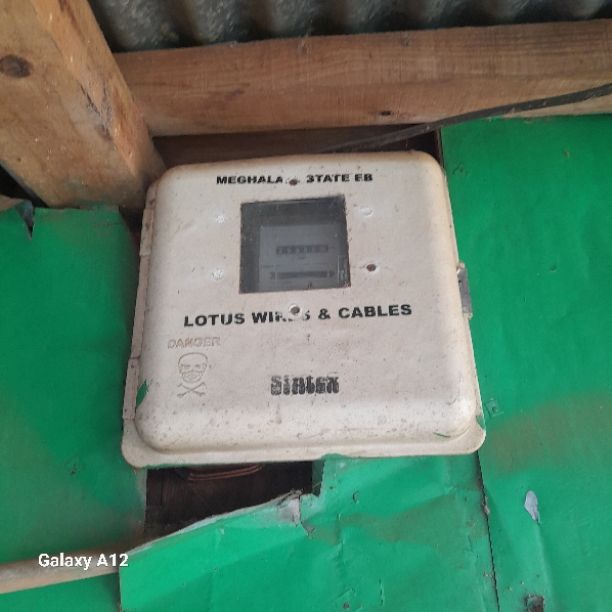 MEGHALA STATE EB
LOTUS WIRES & CABLES
DANGER
Sintex
Galaxy A12